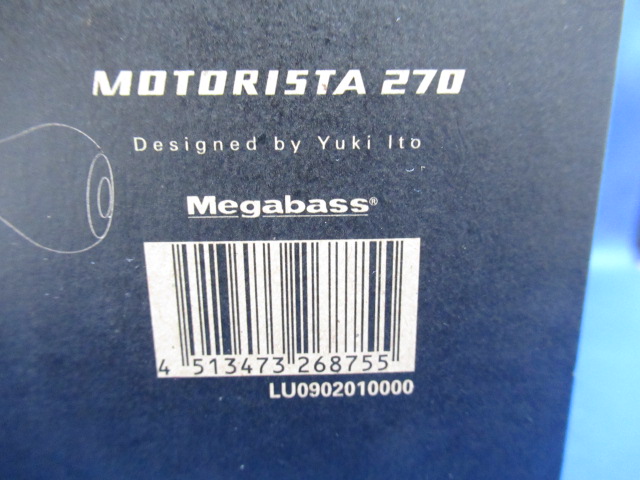 MOTORISTA 270
Designed by Yuki Ito
Megabass®
4 513473 268755
LU0902010000